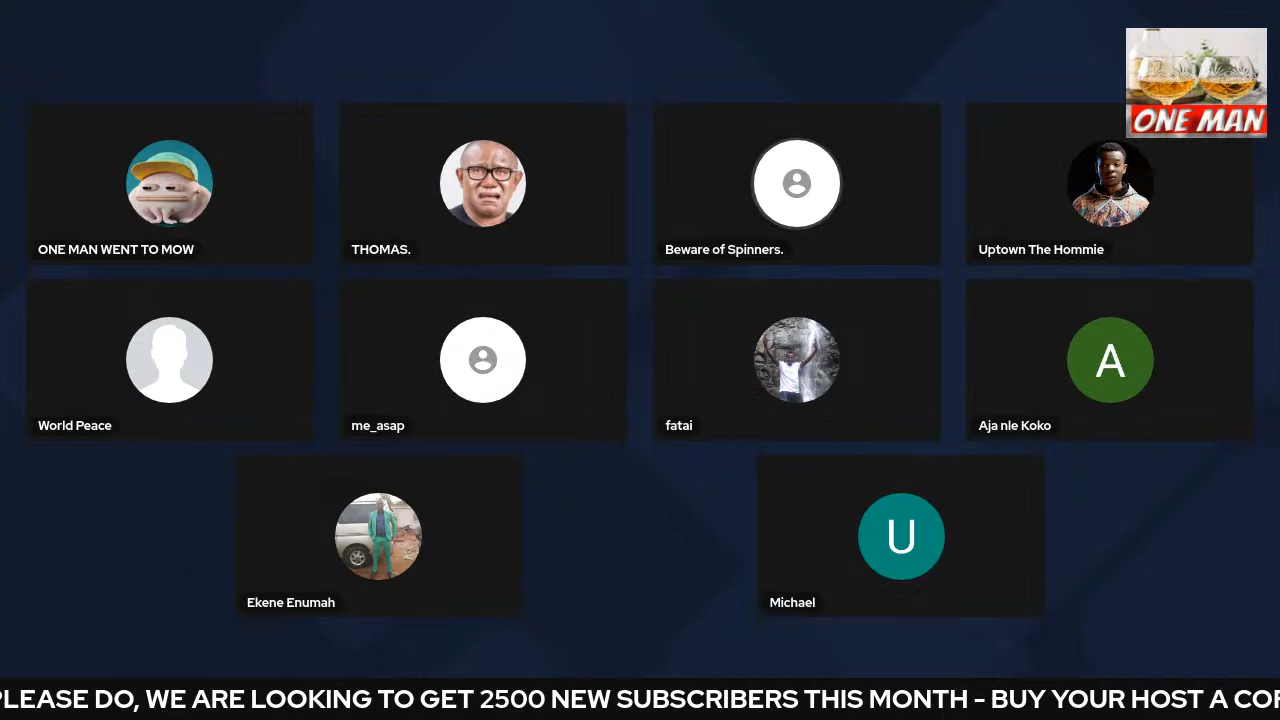 ONE MAN
ONE MAN WENT TO MOW
THOMAS.
Beware of Spinners.
Uptown The Hommie
World Peace
me_asap
fatai
A
Aja nle Koko
Ekene Enumah
U
Michael
PLEASE DO, WE ARE LOOKING TO GET 2500 NEW SUBSCRIBERS THIS MONTH - BUY YOUR HOST A